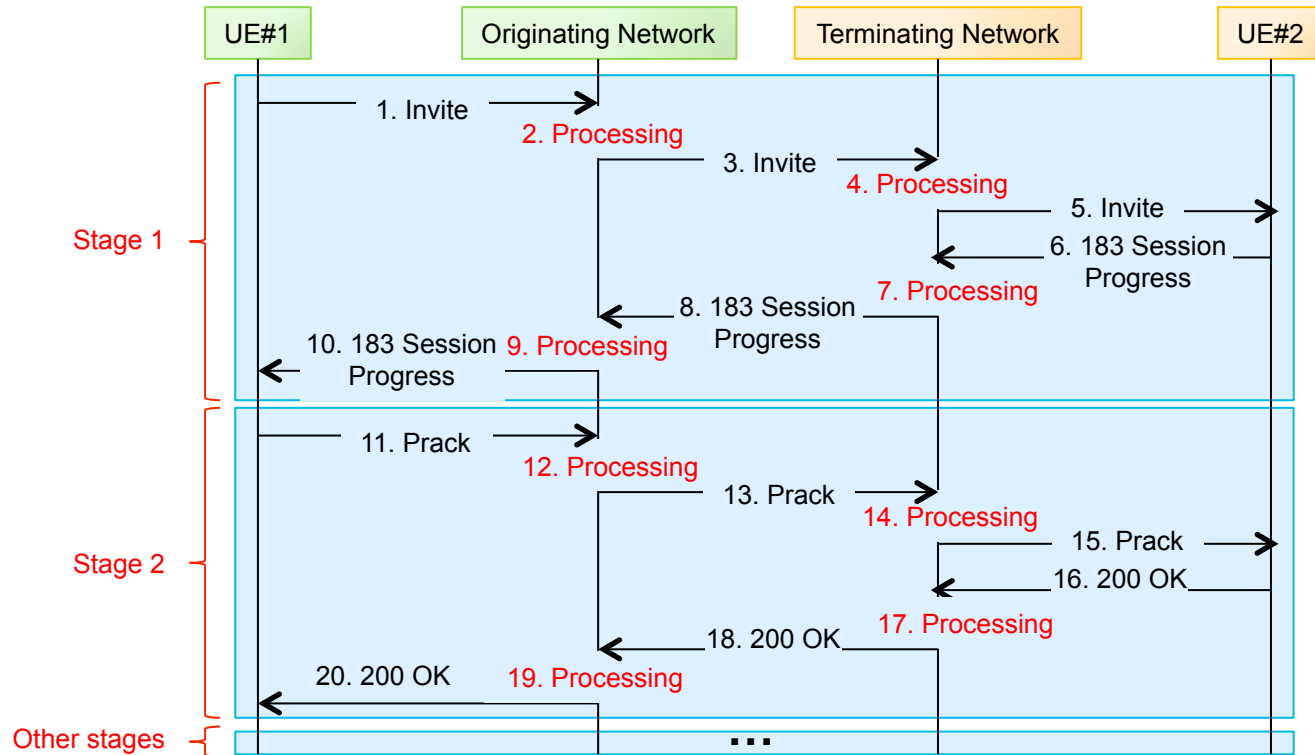 UE#1
Originating Network
Terminating Network
UE#2
Stage 1
1. Invite
2. Processing
3. Invite
4. Processing
5. Invite
6. 183 Session
Progress
7. Processing
8. 183 Session
Progress
9. Processing
10. 183 Session
Progress
Stage 2
11. Prack
12. Processing
13. Prack
14. Processing
15. Prack
16. 200 OK
17. Processing
18. 200 OK
19. Processing
20. 200 OK
Other stages
...